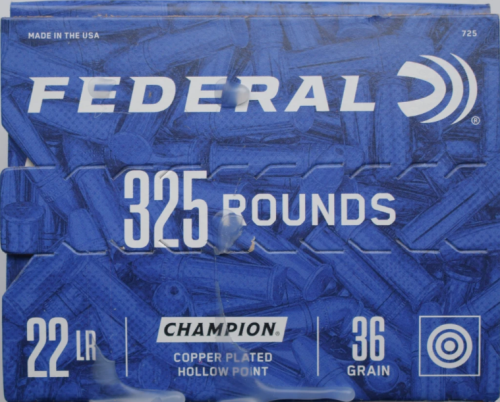 MADE IN THE USA
725
FEDERAL®
325 ROUNDS
22 LR
CHAMPION®
COPPER PLATED
HOLLOW POINT
36
GRAIN